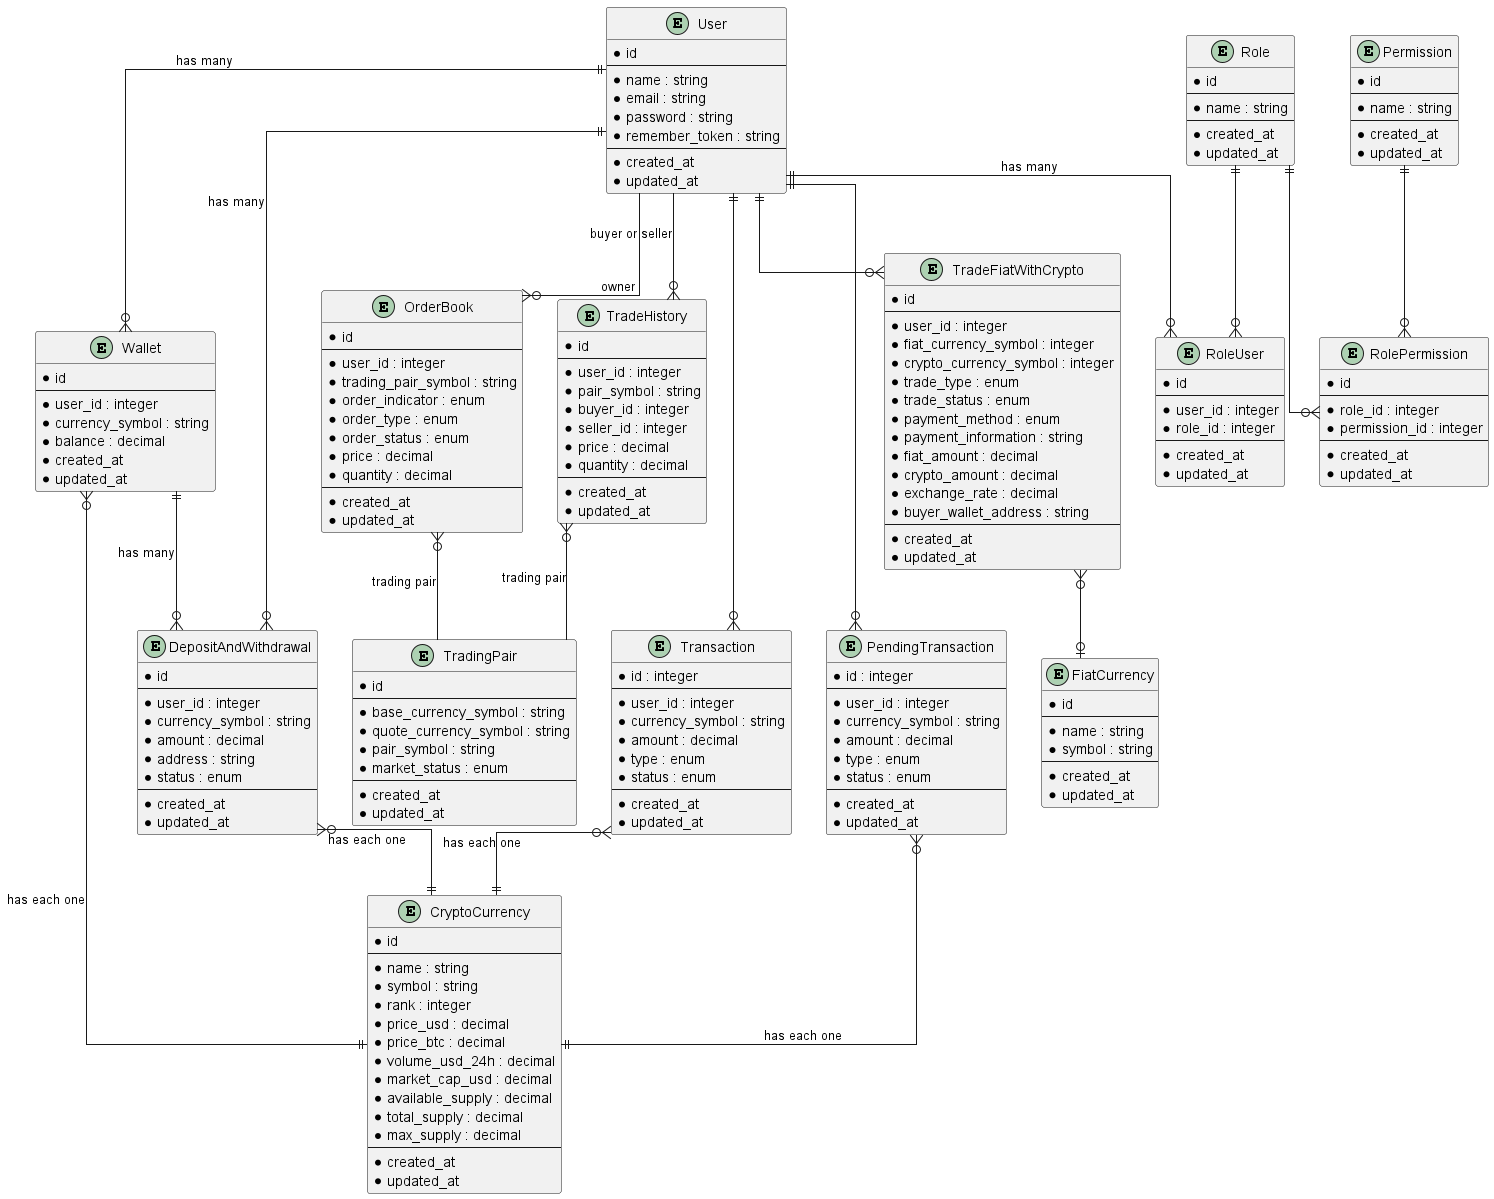 E User
id
name : string
email : string
password : string
remember_token : string
created_at
updated_at
E Role
id
name : string
created_at
updated_at
E Permission
id
name : string
created_at
updated_at
has many
has many
has many
buyer or seller
owner
E Wallet
id
user_id : integer
currency_symbol : string
balance : decimal
created_at
updated_at
E OrderBook
id
user_id : integer
trading_pair_symbol : string
order_indicator : enum
order_type : enum
order_status : enum
price : decimal
quantity : decimal
created_at
updated_at
E TradeHistory
id
user_id : integer
pair_symbol : string
buyer_id : integer
seller_id : integer
price : decimal
quantity : decimal
created_at
updated_at
E TradeFiatWithCrypto
id
user_id : integer
fiat_currency_symbol : integer
crypto_currency_symbol : integer
trade_type : enum
trade_status : enum
payment_method : enum
payment_information : string
fiat_amount : decimal
crypto_amount : decimal
exchange_rate : decimal
buyer_wallet_address : string
created_at
updated_at
E RoleUser
id
user_id : integer
role_id : integer
created_at
updated_at
E RolePermission
id
role_id : integer
permission_id : integer
created_at
updated_at
has many
trading pair
trading pair
E DepositAndWithdrawal
id
user_id : integer
currency_symbol : string
amount : decimal
address : string
status : enum
created_at
updated_at
E TradingPair
id
base_currency_symbol : string
quote_currency_symbol : string
pair_symbol : string
market_status : enum
created_at
updated_at
E Transaction
id : integer
user_id : integer
currency_symbol : string
amount : decimal
type : enum
status : enum
created_at
updated_at
E PendingTransaction
id : integer
user_id : integer
currency_symbol : string
amount : decimal
type : enum
status : enum
created_at
updated_at
E FiatCurrency
id
name : string
symbol : string
created_at
updated_at
has each one
has each one
has each one
has each one
E CryptoCurrency
id
name : string
symbol : string
rank : integer
price_usd : decimal
price_btc : decimal
volume_usd_24h : decimal
market_cap_usd : decimal
available_supply : decimal
total_supply : decimal
max_supply : decimal
created_at
updated_at